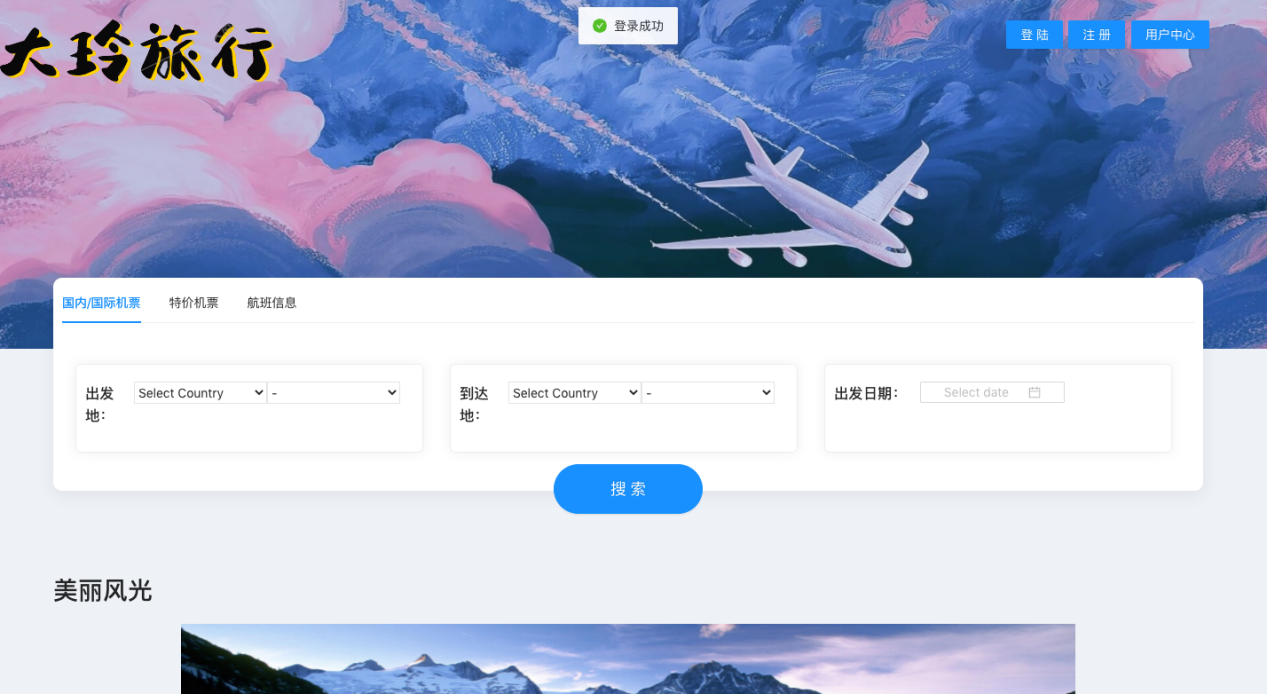 大玲旅行
登录成功
登 陆 注 册 用户中心
国内/国际机票 特价机票 航班信息
出发地：
Select Country -
到达地：
Select Country -
出发日期： Select date
搜 索
美丽风光